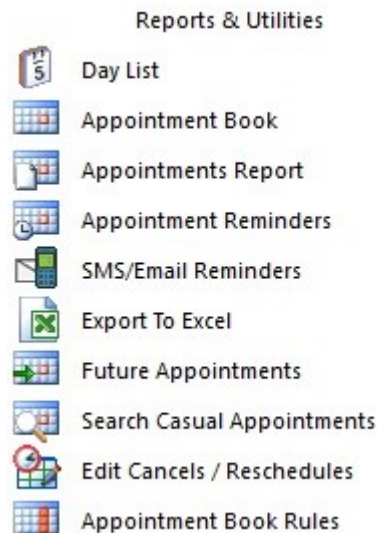 Reports & Utilities
Day List
Appointment Book
Appointments Report
Appointment Reminders
SMS/Email Reminders
Export To Excel
Future Appointments
Search Casual Appointments
Edit Cancels / Reschedules
Appointment Book Rules